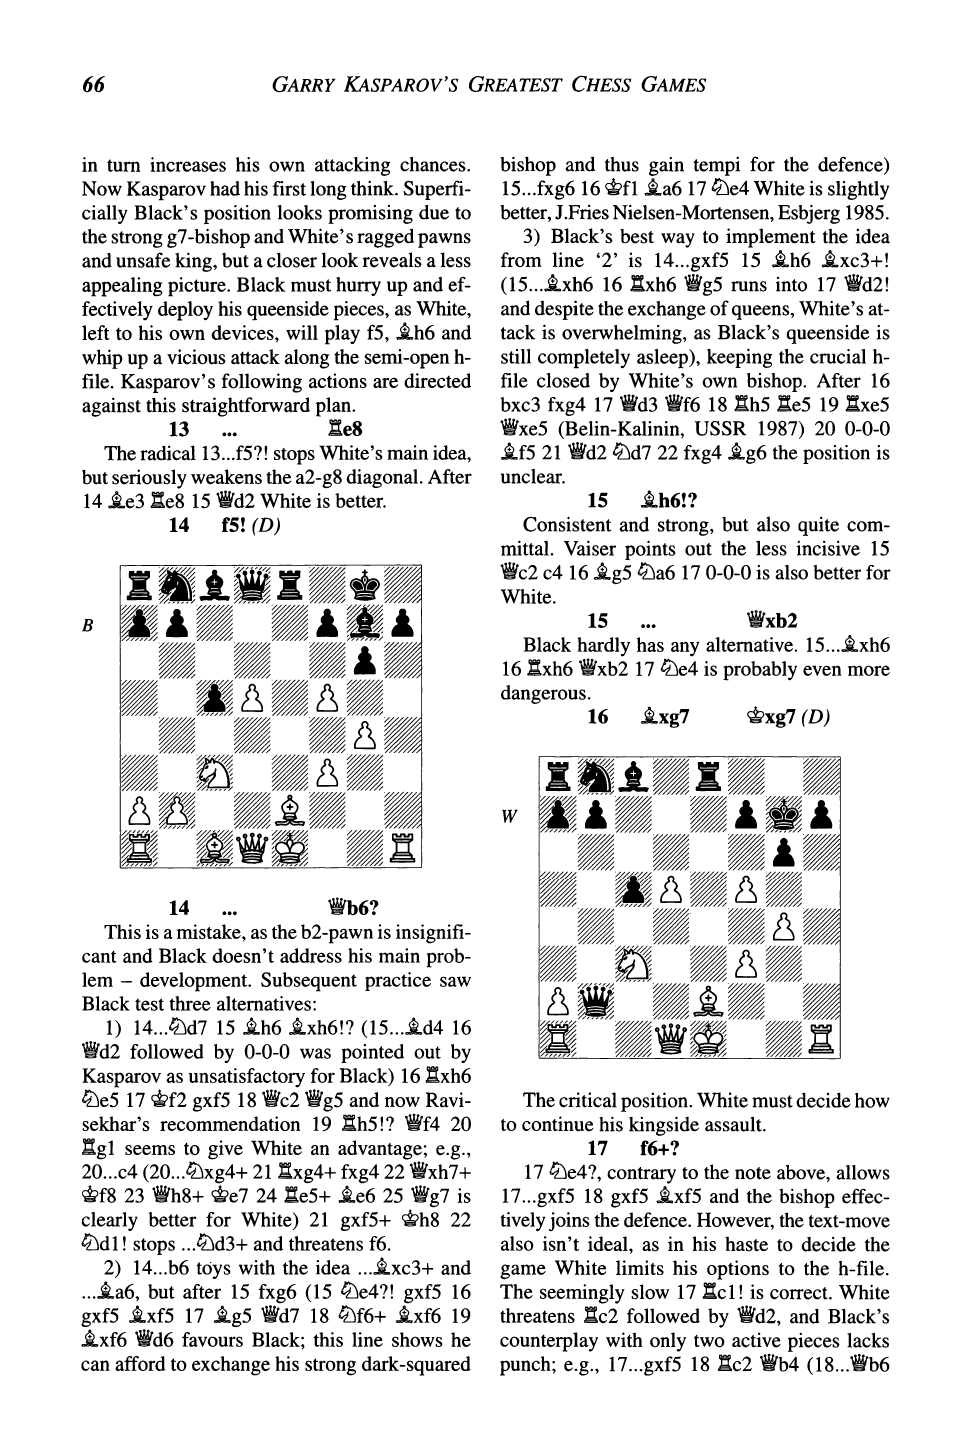 66 GARRY KASPAROV'S GREATEST CHESS GAMES
in turn increases his own attacking chances.
Now Kasparov had his first long think. Superfi-
cially Black's position looks promising due to
the strong g7-bishop and White's ragged pawns
and unsafe king, but a closer look reveals a less
appealing picture. Black must hurry up and ef-
fectively deploy his queenside pieces, as White,
left to his own devices, will play f5, ♗h6 and
whip up a vicious attack along the semi-open h-
file. Kasparov's following actions are directed
against this straightforward plan.
13 ... ♖e8
The radical 13...f5?! stops White's main idea,
but seriously weakens the a2-g8 diagonal. After
14 ♗e3 ♖e8 15 ♕d2 White is better.
14 f5! (D)
B
14 ... ♕b6?
This is a mistake, as the b2-pawn is insignifi-
cant and Black doesn't address his main prob-
lem – development. Subsequent practice saw
Black test three alternatives:
1) 14...♘d7 15 ♗h6 ♗xh6!? (15...♗d4 16
♕d2 followed by 0-0-0 was pointed out by
Kasparov as unsatisfactory for Black) 16 ♖xh6
♘e5 17 ♔f2 gxf5 18 ♕c2 ♕g5 and now Ravi-
sekhar's recommendation 19 ♖h5!? ♕f4 20
♖g1 seems to give White an advantage; e.g.,
20...c4 (20...♘xg4+ 21 ♖xg4+ fxg4 22 ♕xh7+
♔f8 23 ♕h8+ ♔e7 24 ♖e5+ ♗e6 25 ♕g7 is
clearly better for White) 21 gxf5+ ♔h8 22
♘d1! stops ...♘d3+ and threatens f6.
2) 14...b6 toys with the idea ...♗xc3+ and
...♗a6, but after 15 fxg6 (15 ♘e4?! gxf5 16
gxf5 ♗xf5 17 ♗g5 ♕d7 18 ♘f6+ ♗xf6 19
♗xf6 ♕d6 favours Black; this line shows he
can afford to exchange his strong dark-squared
bishop and thus gain tempi for the defence)
15...fxg6 16 ♔f1 ♗a6 17 ♘e4 White is slightly
better, J.Fries Nielsen-Mortensen, Esbjerg 1985.
3) Black's best way to implement the idea
from line '2' is 14...gxf5 15 ♗h6 ♗xc3+!
(15...♗xh6 16 ♖xh6 ♕g5 runs into 17 ♕d2!
and despite the exchange of queens, White's at-
tack is overwhelming, as Black's queenside is
still completely asleep), keeping the crucial h-
file closed by White's own bishop. After 16
bxc3 fxg4 17 ♕d3 ♕f6 18 ♖h5 ♖e5 19 ♖xe5
♕xe5 (Belin-Kalinin, USSR 1987) 20 0-0-0
♗f5 21 ♕d2 ♘d7 22 fxg4 ♗g6 the position is
unclear.
15 ♗h6!?
Consistent and strong, but also quite com-
mittal. Vaiser points out the less incisive 15
♕c2 c4 16 ♗g5 ♘a6 17 0-0-0 is also better for
White.
15 ... ♕xb2
Black hardly has any alternative. 15...♗xh6
16 ♖xh6 ♕xb2 17 ♘e4 is probably even more
dangerous.
16 ♗xg7 ♔xg7 (D)
W
The critical position. White must decide how
to continue his kingside assault.
17 f6+?
17 ♘e4?, contrary to the note above, allows
17...gxf5 18 gxf5 ♗xf5 and the bishop effec-
tively joins the defence. However, the text-move
also isn't ideal, as in his haste to decide the
game White limits his options to the h-file.
The seemingly slow 17 ♖c1! is correct. White
threatens ♖c2 followed by ♕d2, and Black's
counterplay with only two active pieces lacks
punch; e.g., 17...gxf5 18 ♖c2 ♕b4 (18...♕b6